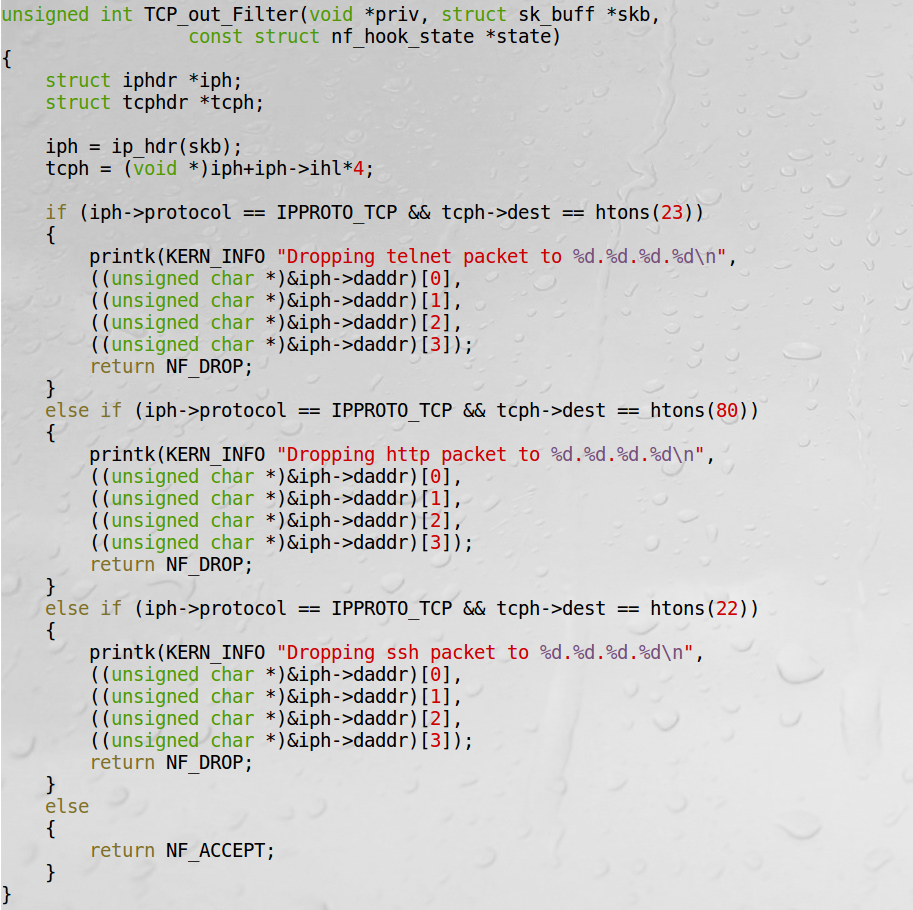 unsigned int TCP_out_Filter(void *priv, struct sk_buff *skb,
                 const struct nf_hook_state *state)
{
    struct iphdr *iph;
    struct tcphdr *tcph;

    iph = ip_hdr(skb);
    tcph = (void *)iph+iph->ihl*4;

    if (iph->protocol == IPPROTO_TCP && tcph->dest == htons(23))
    {
        printk(KERN_INFO "Dropping telnet packet to %d.%d.%d.%d\n",
        ((unsigned char *)&iph->daddr)[0],
        ((unsigned char *)&iph->daddr)[1],
        ((unsigned char *)&iph->daddr)[2],
        ((unsigned char *)&iph->daddr)[3]);
        return NF_DROP;
    }
    else if (iph->protocol == IPPROTO_TCP && tcph->dest == htons(80))
    {
        printk(KERN_INFO "Dropping http packet to %d.%d.%d.%d\n",
        ((unsigned char *)&iph->daddr)[0],
        ((unsigned char *)&iph->daddr)[1],
        ((unsigned char *)&iph->daddr)[2],
        ((unsigned char *)&iph->daddr)[3]);
        return NF_DROP;
    }
    else if (iph->protocol == IPPROTO_TCP && tcph->dest == htons(22))
    {
        printk(KERN_INFO "Dropping ssh packet to %d.%d.%d.%d\n",
        ((unsigned char *)&iph->daddr)[0],
        ((unsigned char *)&iph->daddr)[1],
        ((unsigned char *)&iph->daddr)[2],
        ((unsigned char *)&iph->daddr)[3]);
        return NF_DROP;
    }
    else
    {
        return NF_ACCEPT;
    }
}